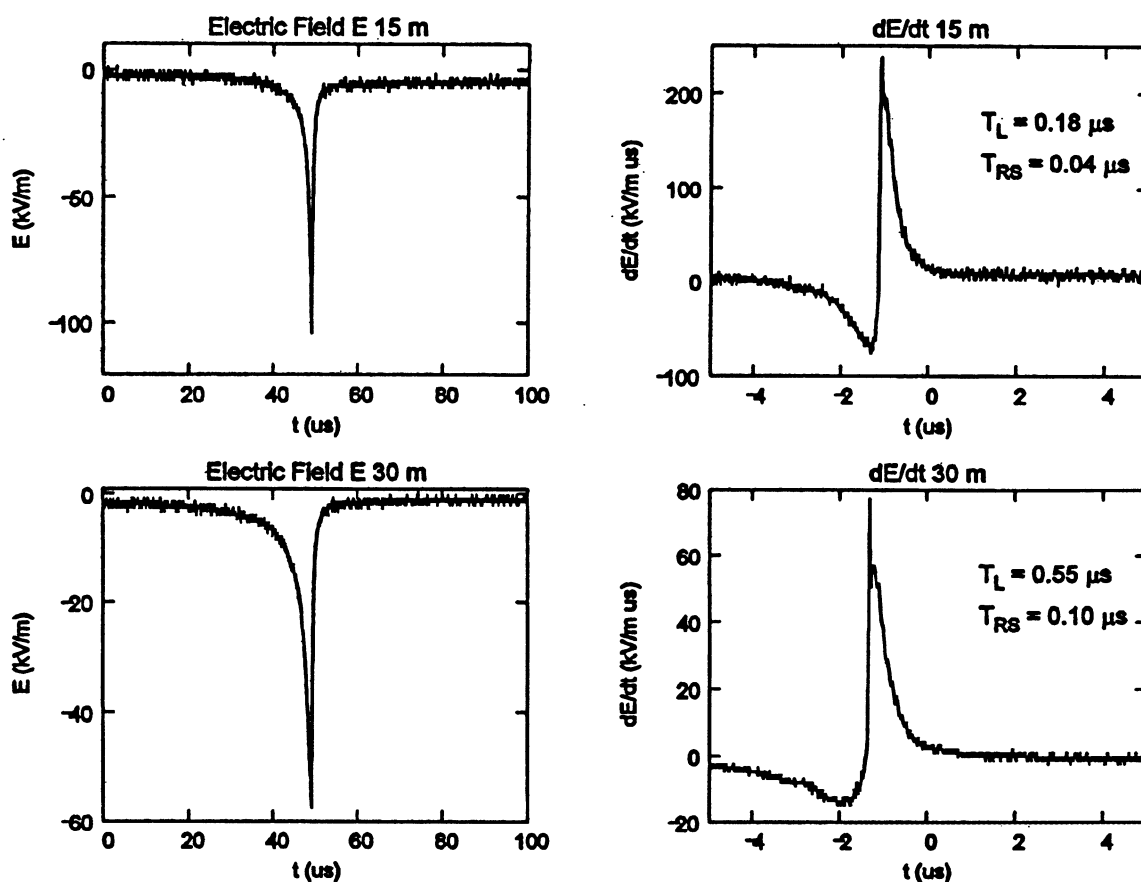 Electric Field E 15 m
0
-50
-100
E (kV/m)
0 20 40 60 80 100
t (us)
dE/dt 15 m
200
100
0
-100
dE/dt (kV/m us)
T_L = 0.18 μs
T_RS = 0.04 μs
-4 -2 0 2 4
t (us)
Electric Field E 30 m
0
-20
-40
-60
E (kV/m)
0 20 40 60 80 100
t (us)
dE/dt 30 m
80
60
40
20
0
-20
dE/dt (kV/m us)
T_L = 0.55 μs
T_RS = 0.10 μs
-4 -2 0 2 4
t (us)